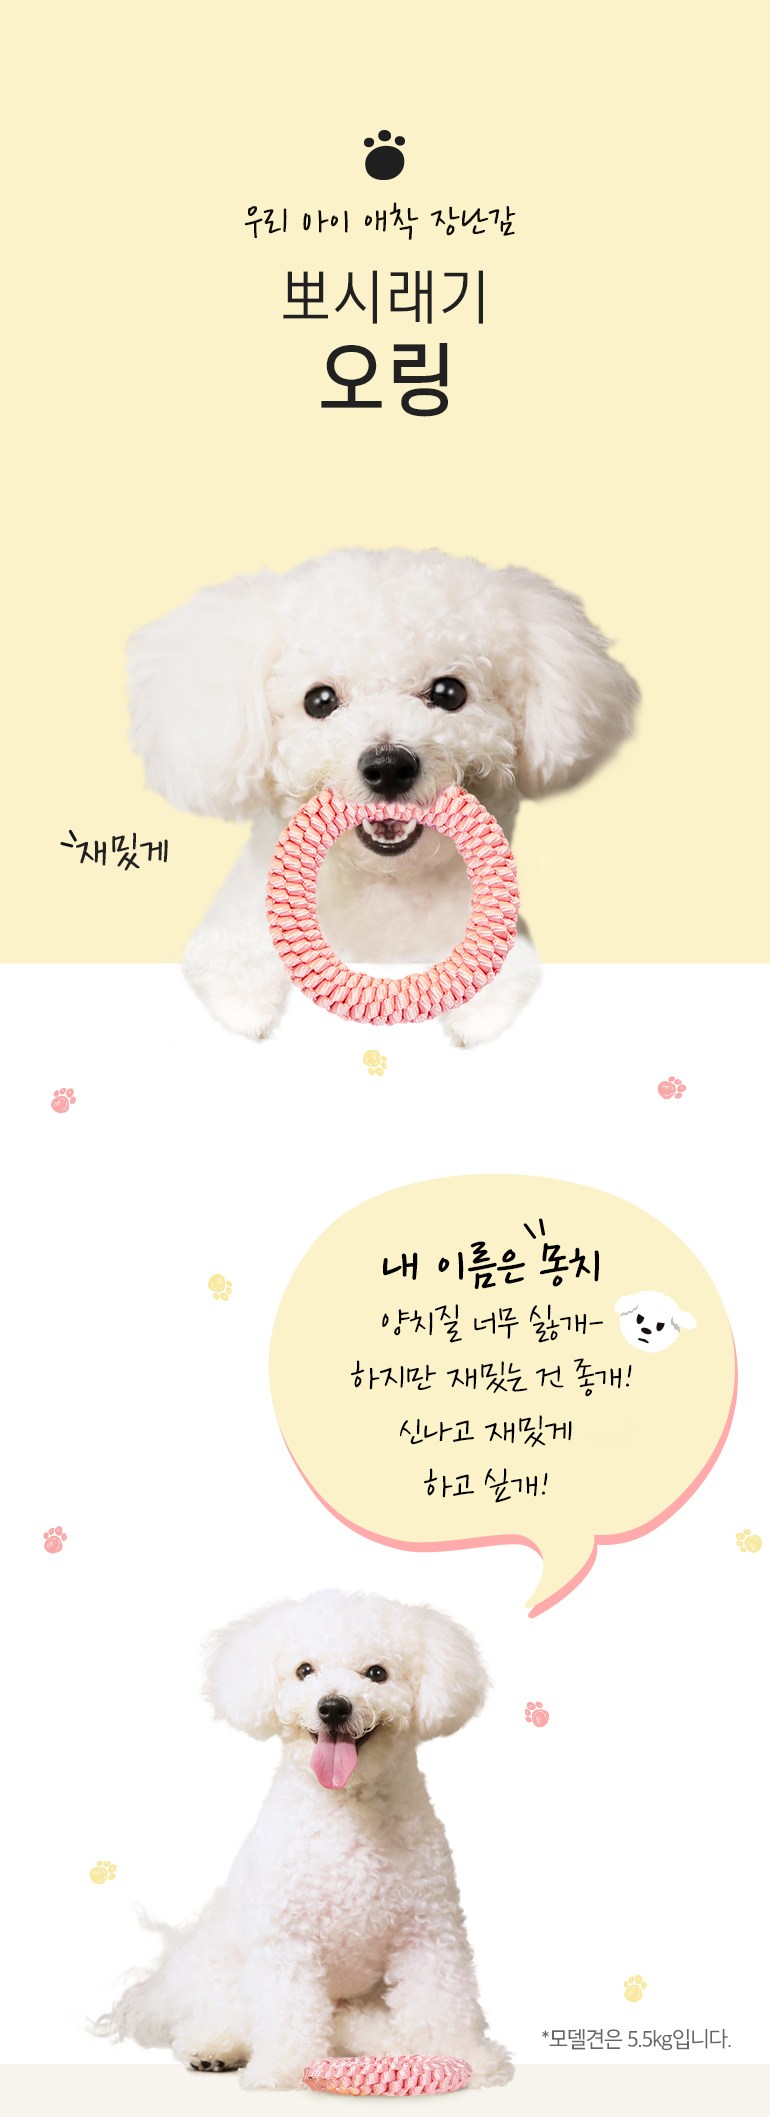 우리 아이 애착 장난감
뽀시래기
오링
재밌게
내 이름은 몽치
양치질 너무 싫개-
하지만 재밌는 건 좋개!
신나고 재밌게
하고 싶개!
*모델견은 5.5kg입니다.